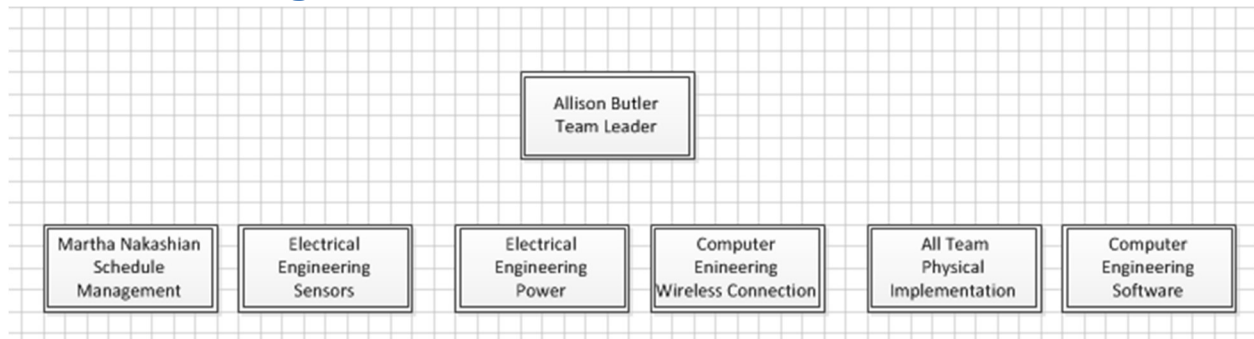 Allison Butler
Team Leader
Martha Nakashian
Schedule
Management
Electrical
Engineering
Sensors
Electrical
Engineering
Power
Computer
Enineering
Wireless Connection
All Team
Physical
Implementation
Computer
Engineering
Software